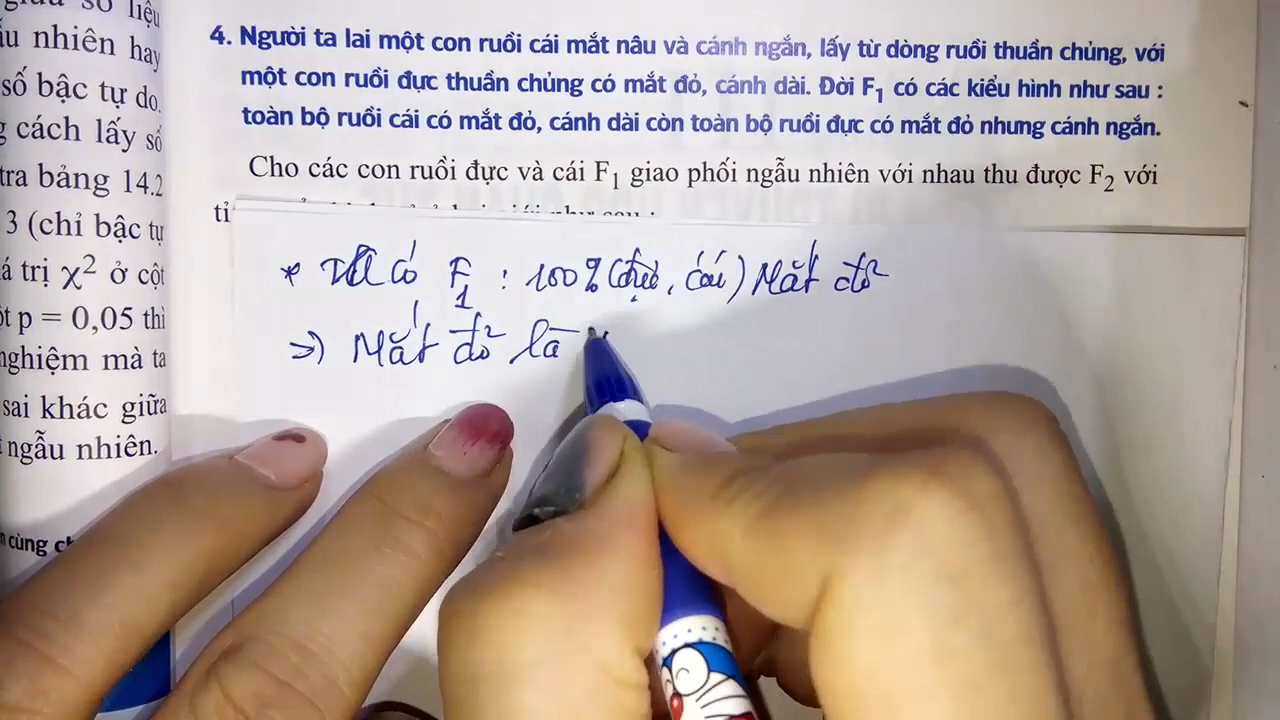 số liệu
ẫu nhiên hay
số bậc tự do.
g cách lấy số
tra bảng 14.2
3 (chỉ bậc tự
á trị χ² ở cột
ột p = 0,05 thì
nghiệm mà ta
sai khác giữa
ngẫu nhiên.
cùng
4. Người ta lai một con ruồi cái mắt nâu và cánh ngắn, lấy từ dòng ruồi thuần chủng, với
một con ruồi đực thuần chủng có mắt đỏ, cánh dài. Đời F₁ có các kiểu hình như sau :
toàn bộ ruồi cái có mắt đỏ, cánh dài còn toàn bộ ruồi đực có mắt đỏ nhưng cánh ngắn.
Cho các con ruồi đực và cái F₁ giao phối ngẫu nhiên với nhau thu được F₂ với
* Ta có F₁ : 100% (đực, cái) Mắt đỏ
=> Mắt đỏ là